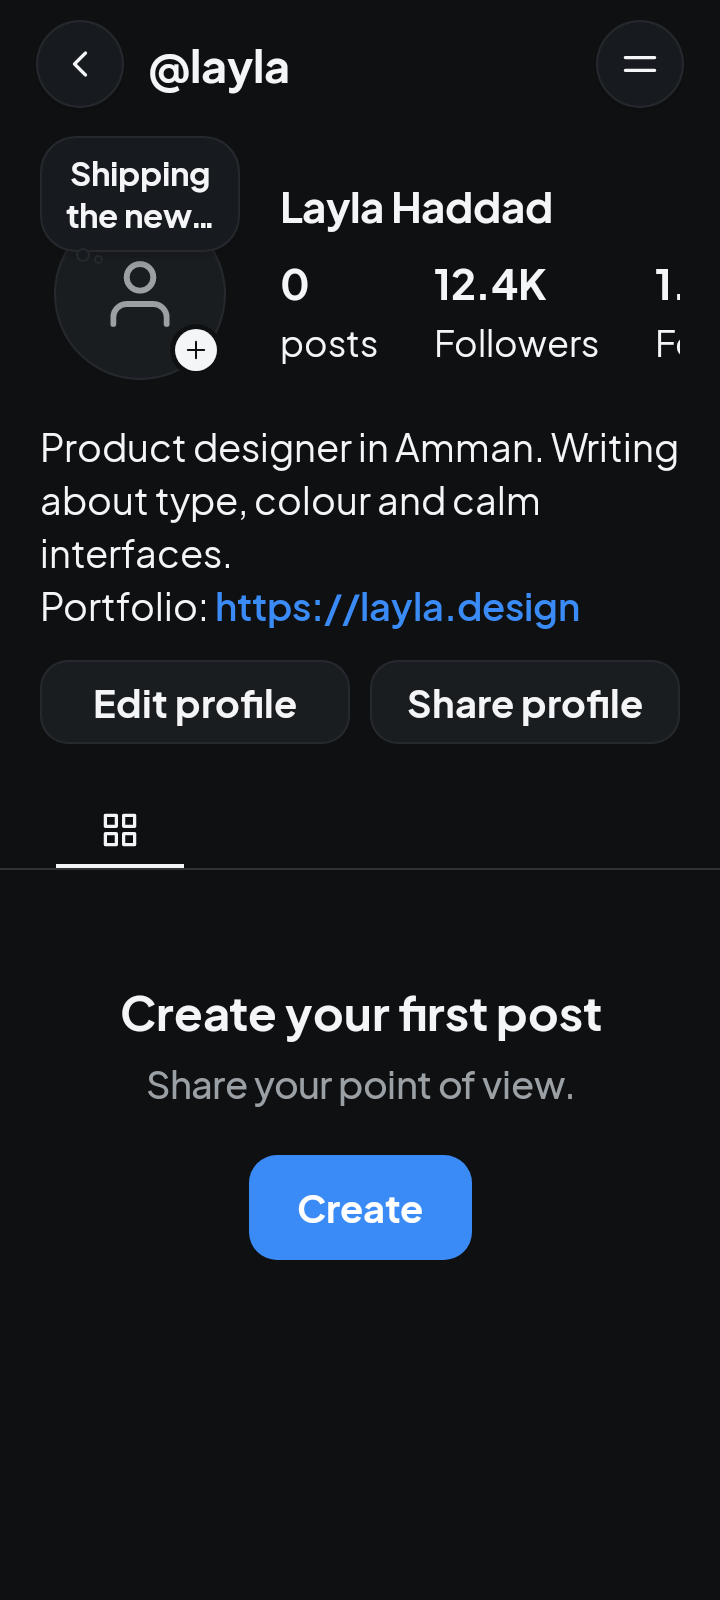 @layla
Shipping
the new...
Layla Haddad
0
12.4K
posts
Followers
Product designer in Amman. Writing
about type, colour and calm
interfaces.
Portfolio: https://layla.design
Edit profile
Share profile
Create your first post
Share your point of view.
Create